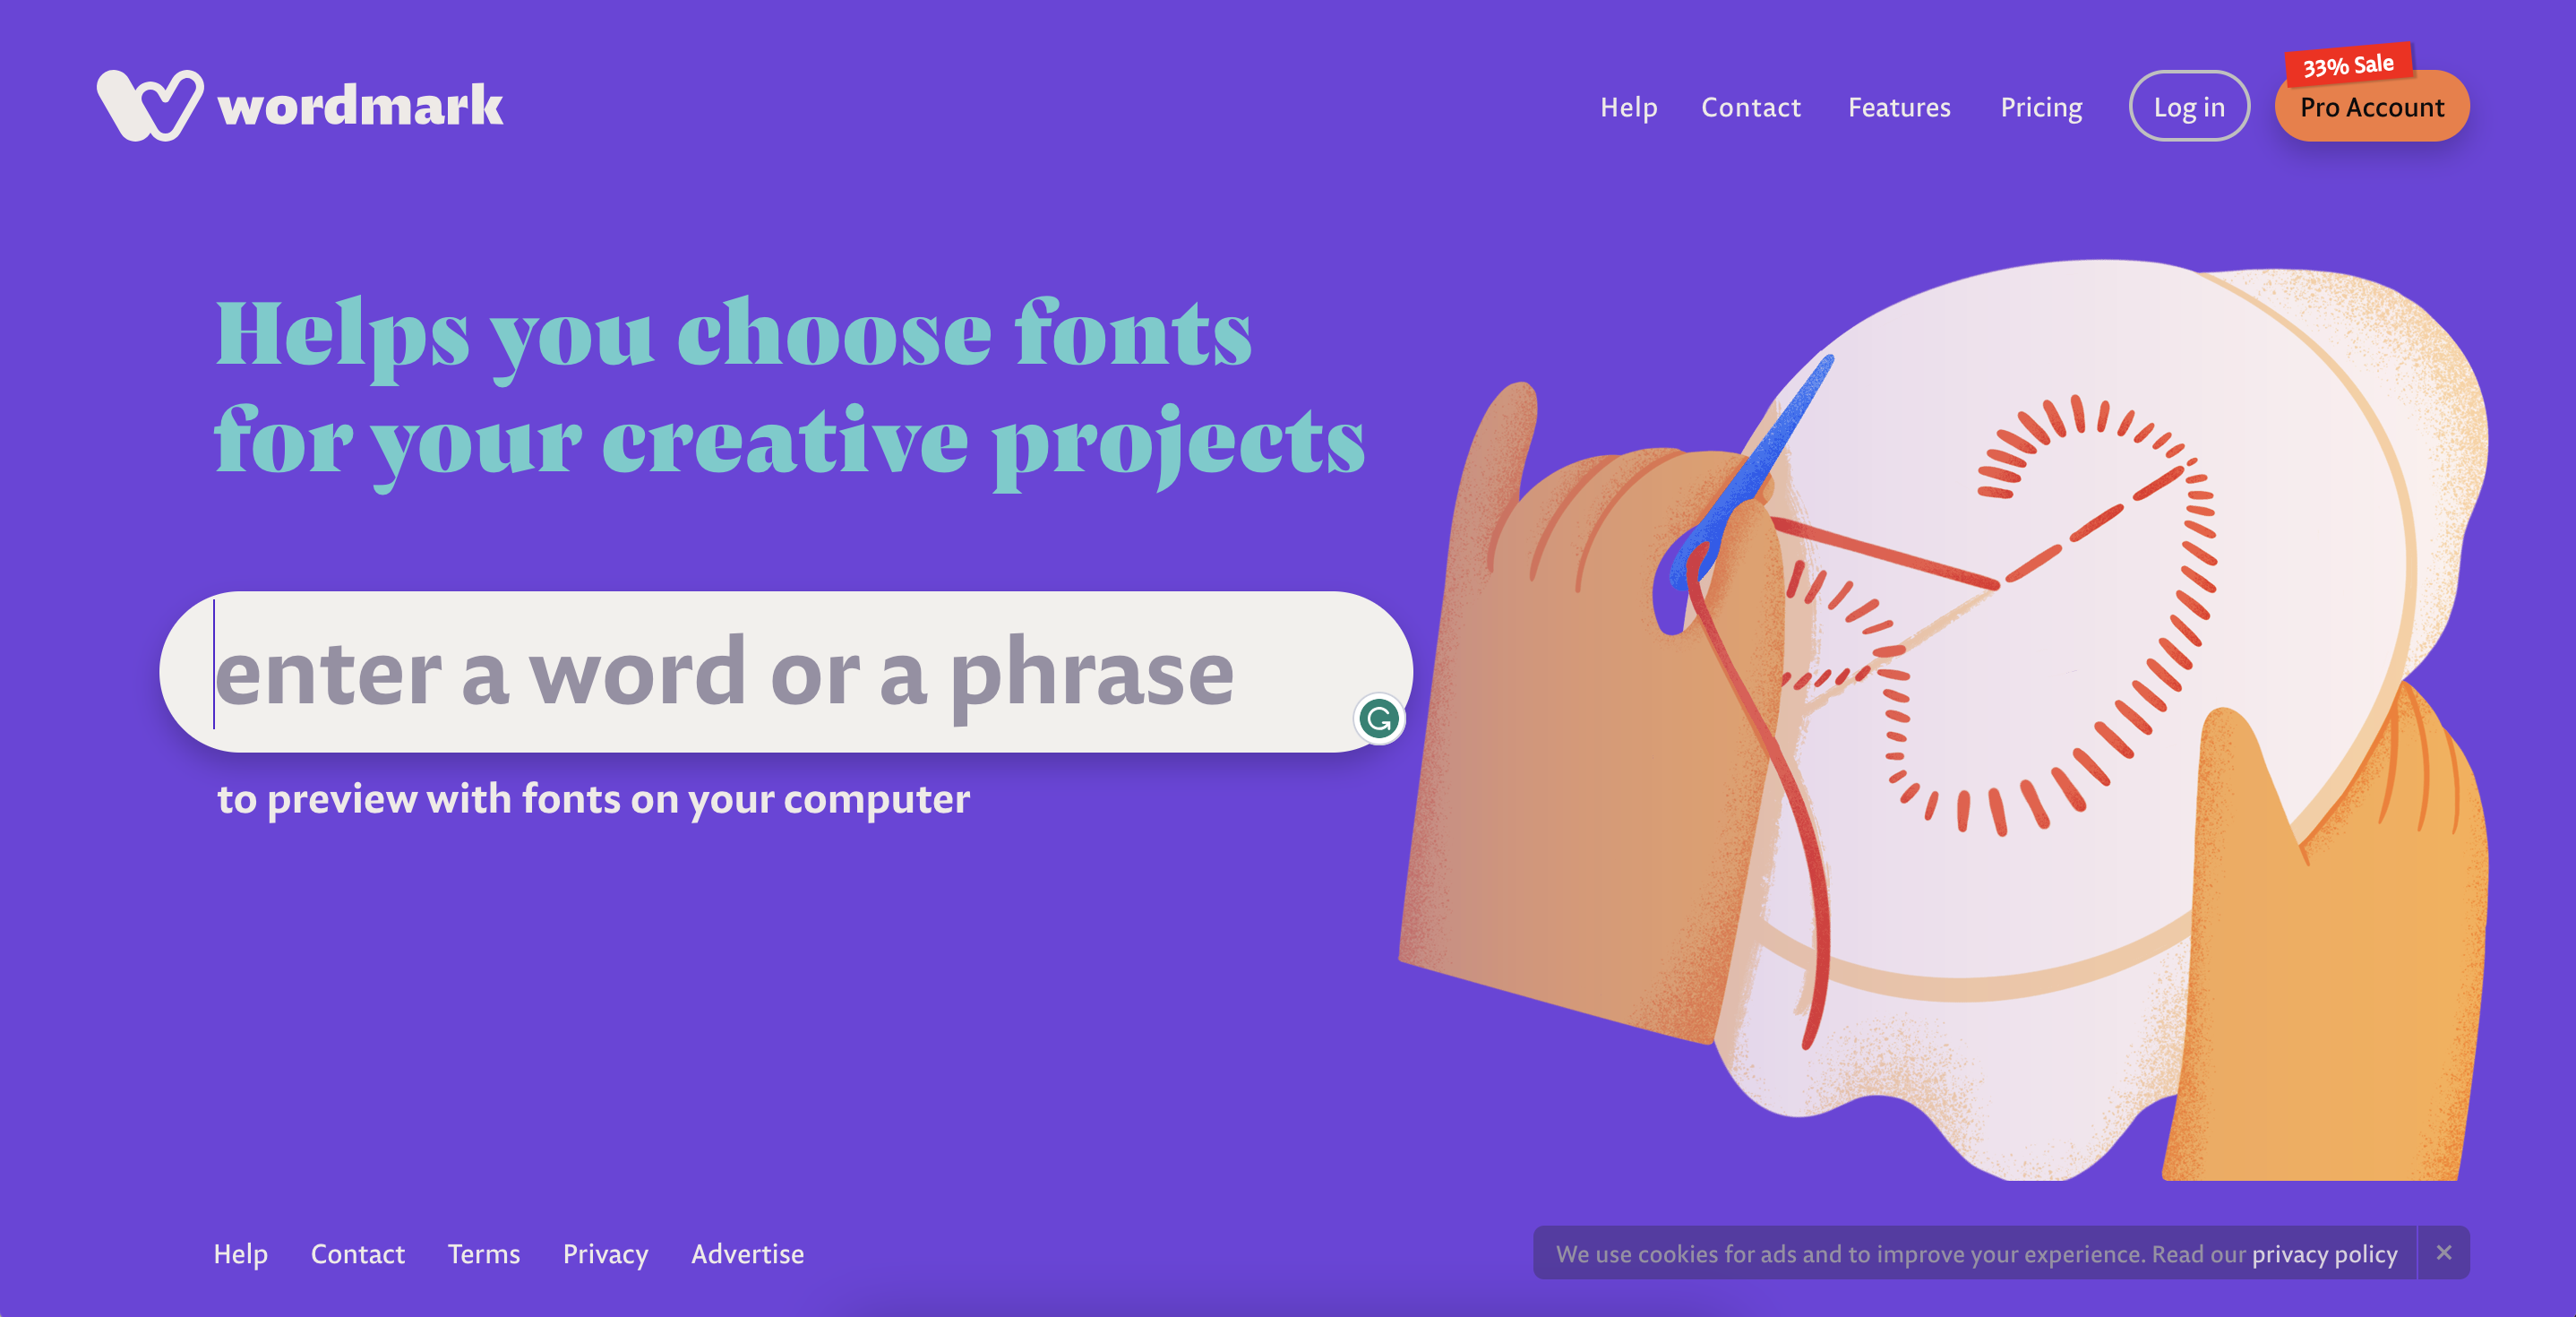 wordmark
Help Contact Features Pricing Log in Pro Account
33% Sale
Helps you choose fonts
for your creative projects
enter a word or a phrase
to preview with fonts on your computer
Help Contact Terms Privacy Advertise
We use cookies for ads and to improve your experience. Read our privacy policy ×